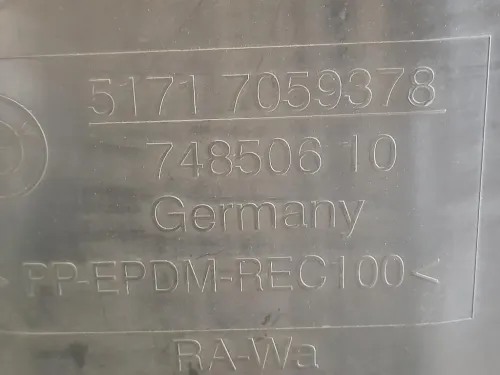 5171 7059378
748506 10
Germany
>PP-EPDM-REC100<
RA-Wa